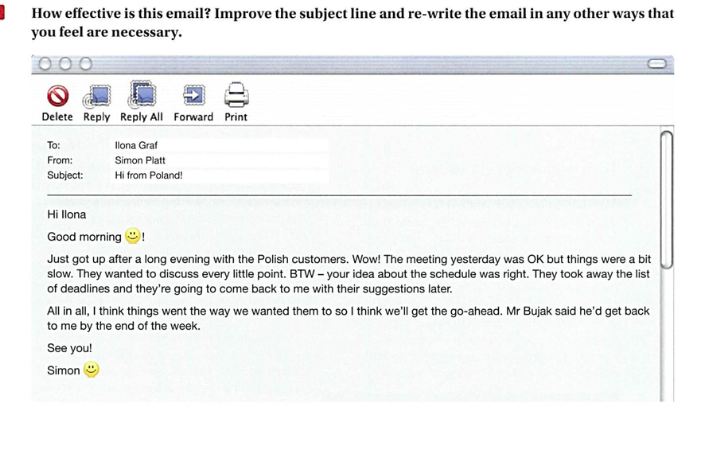 How effective is this email? Improve the subject line and re-write the email in any other ways that
you feel are necessary.
Delete Reply Reply All Forward Print
To: Ilona Graf
From: Simon Platt
Subject: Hi from Poland!
Hi Ilona
Good morning 🙂!
Just got up after a long evening with the Polish customers. Wow! The meeting yesterday was OK but things were a bit
slow. They wanted to discuss every little point. BTW – your idea about the schedule was right. They took away the list
of deadlines and they're going to come back to me with their suggestions later.
All in all, I think things went the way we wanted them to so I think we'll get the go-ahead. Mr Bujak said he'd get back
to me by the end of the week.
See you!
Simon 🙂